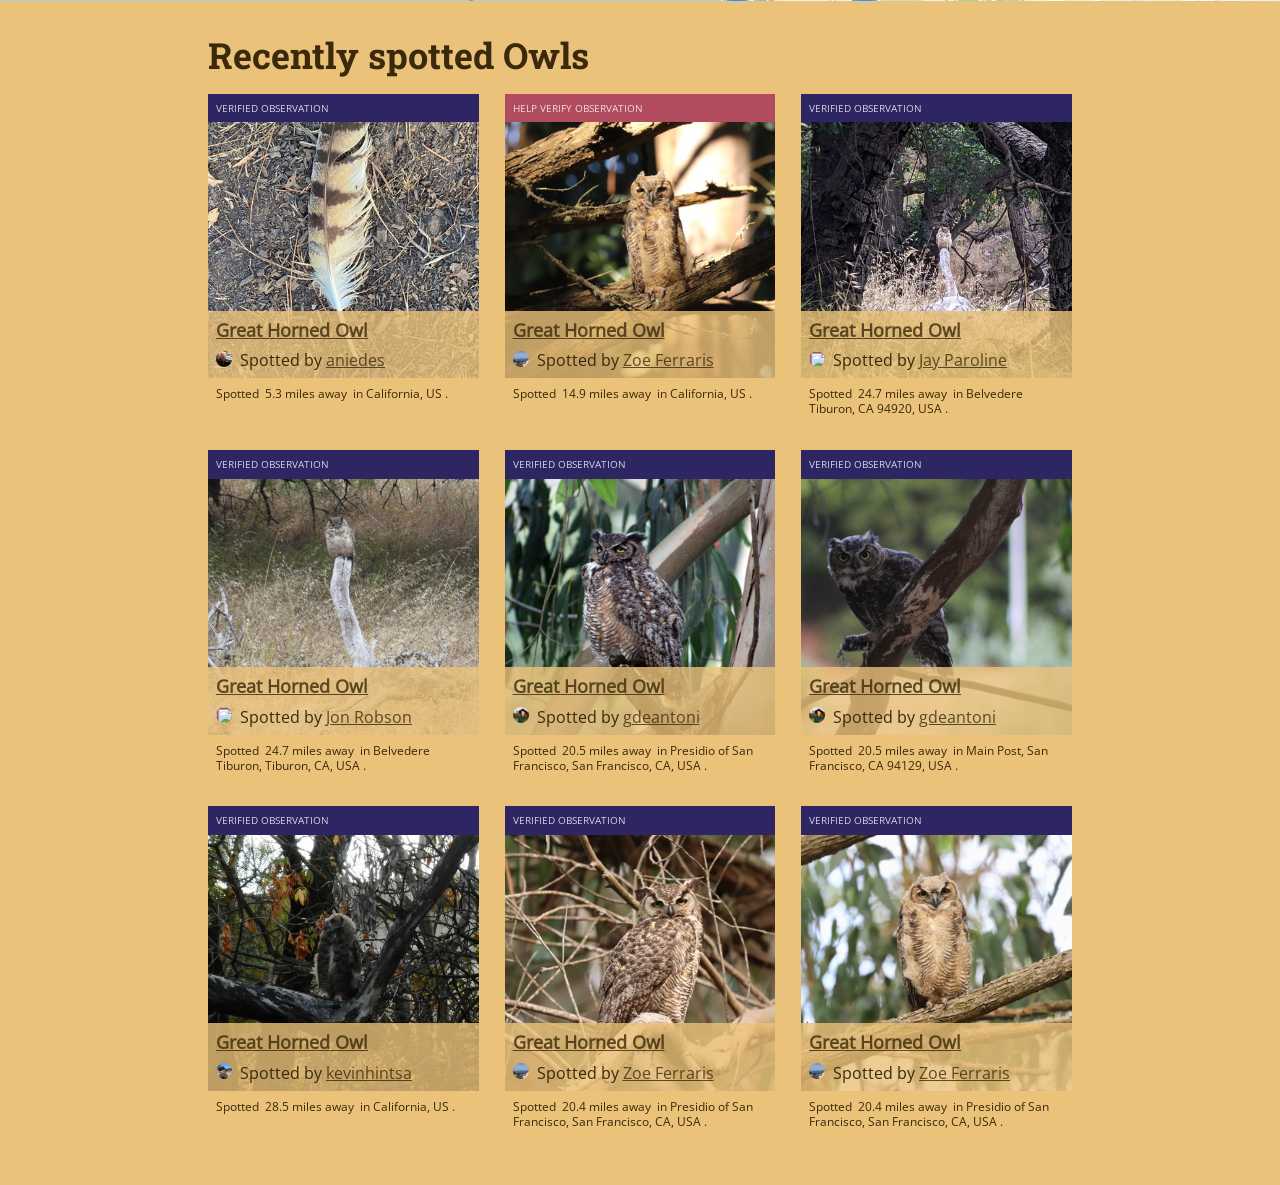 Recently spotted Owls
VERIFIED OBSERVATION
Great Horned Owl
Spotted by aniedes
Spotted 5.3 miles away in California, US .
HELP VERIFY OBSERVATION
Great Horned Owl
Spotted by Zoe Ferraris
Spotted 14.9 miles away in California, US .
VERIFIED OBSERVATION
Great Horned Owl
Spotted by Jay Paroline
Spotted 24.7 miles away in Belvedere
Tiburon, CA 94920, USA .
VERIFIED OBSERVATION
Great Horned Owl
Spotted by Jon Robson
Spotted 24.7 miles away in Belvedere
Tiburon, Tiburon, CA, USA .
VERIFIED OBSERVATION
Great Horned Owl
Spotted by gdeantoni
Spotted 20.5 miles away in Presidio of San
Francisco, San Francisco, CA, USA .
VERIFIED OBSERVATION
Great Horned Owl
Spotted by gdeantoni
Spotted 20.5 miles away in Main Post, San
Francisco, CA 94129, USA .
VERIFIED OBSERVATION
Great Horned Owl
Spotted by kevinhintsa
Spotted 28.5 miles away in California, US .
VERIFIED OBSERVATION
Great Horned Owl
Spotted by Zoe Ferraris
Spotted 20.4 miles away in Presidio of San
Francisco, San Francisco, CA, USA .
VERIFIED OBSERVATION
Great Horned Owl
Spotted by Zoe Ferraris
Spotted 20.4 miles away in Presidio of San
Francisco, San Francisco, CA, USA .